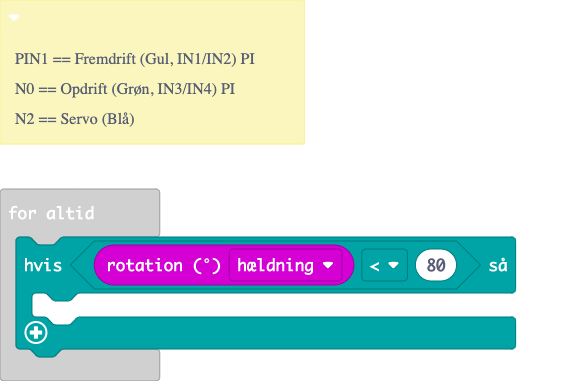 PIN1 == Fremdrift (Gul, IN1/IN2) PI
N0 == Opdrift (Grøn, IN3/IN4) PI
N2 == Servo (Blå)
for altid
hvis rotation (°) hældning < 80 så